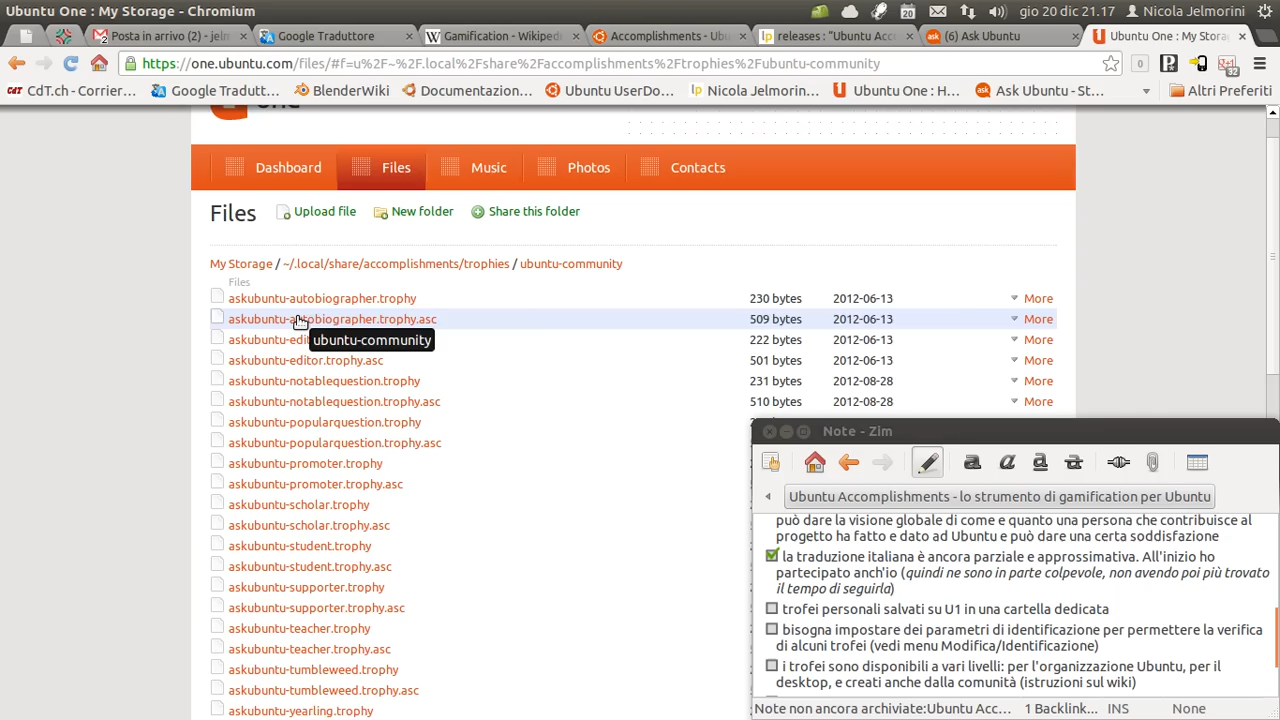 Ubuntu One : My Storage - Chromium
20
gio 20 dic 21.17
Nicola Jelmorini
Posta in arrivo (2) - jelm
Google Traduttore
Gamification - Wikiped
Accomplishments - Ub
releases : "Ubuntu Acc
(6) Ask Ubuntu
Ubuntu One : My Stora
https://one.ubuntu.com/files/#f=u%2F~%2F.local%2Fshare%2Faccomplishments%2Ftrophies%2Fubuntu-community
0
32
CdT.ch - Corrier...
Google Tradutt...
BlenderWiki
Documentazion...
Ubuntu UserDo...
Nicola Jelmorin...
Ubuntu One : H...
Ask Ubuntu - St...
Altri Preferiti
one
Dashboard
Files
Music
Photos
Contacts
Files
Upload file
New folder
Share this folder
My Storage / ~/.local/share/accomplishments/trophies / ubuntu-community
Files
askubuntu-autobiographer.trophy 230 bytes 2012-06-13 More
askubuntu-autobiographer.trophy.asc 509 bytes 2012-06-13 More
ubuntu-community
askubuntu-edi 222 bytes 2012-06-13 More
askubuntu-editor.trophy.asc 501 bytes 2012-06-13 More
askubuntu-notablequestion.trophy 231 bytes 2012-08-28 More
askubuntu-notablequestion.trophy.asc 510 bytes 2012-08-28 More
askubuntu-popularquestion.trophy
askubuntu-popularquestion.trophy.asc
askubuntu-promoter.trophy
askubuntu-promoter.trophy.asc
askubuntu-scholar.trophy
askubuntu-scholar.trophy.asc
askubuntu-student.trophy
askubuntu-student.trophy.asc
askubuntu-supporter.trophy
askubuntu-supporter.trophy.asc
askubuntu-teacher.trophy
askubuntu-teacher.trophy.asc
askubuntu-tumbleweed.trophy
askubuntu-tumbleweed.trophy.asc
askubuntu-yearling.trophy
Note - Zim
a a a a
Ubuntu Accomplishments - lo strumento di gamification per Ubuntu
può dare la visione globale di come e quanto una persona che contribuisce al
progetto ha fatto e dato ad Ubuntu e può dare una certa soddisfazione
la traduzione italiana è ancora parziale e approssimativa. All'inizio ho
partecipato anch'io (quindi ne sono in parte colpevole, non avendo poi più trovato
il tempo di seguirla)
trofei personali salvati su U1 in una cartella dedicata
bisogna impostare dei parametri di identificazione per permettere la verifica
di alcuni trofei (vedi menu Modifica/Identificazione)
i trofei sono disponibili a vari livelli: per l'organizzazione Ubuntu, per il
desktop, e creati anche dalla comunità (istruzioni sul wiki)
Note non ancora archiviate:Ubuntu Acc...
1 Backlink...
INS
None